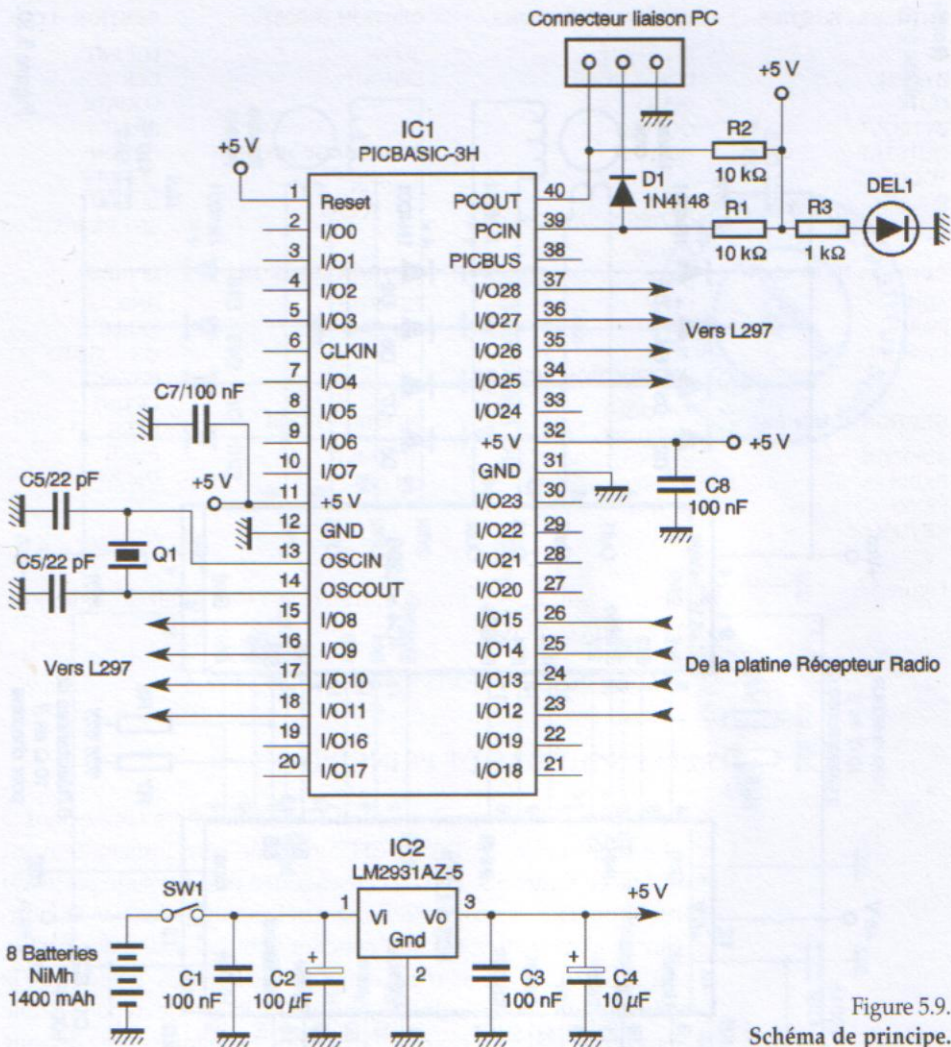 Connecteur liaison PC
+5 V
IC1
PICBASIC-3H
+5 V
R2
10 kΩ
D1
1N4148
R1
10 kΩ
R3
1 kΩ
DEL1
1 Reset
2 I/O0
3 I/O1
4 I/O2
5 I/O3
6 CLKIN
7 I/O4
8 I/O5
9 I/O6
10 I/O7
11 +5 V
12 GND
13 OSCIN
14 OSCOUT
15 I/O8
16 I/O9
17 I/O10
18 I/O11
19 I/O16
20 I/O17
PCOUT 40
PCIN 39
PICBUS 38
I/O28 37
I/O27 36
I/O26 35
I/O25 34
I/O24 33
+5 V 32
GND 31
I/O23 30
I/O22 29
I/O21 28
I/O20 27
I/O15 26
I/O14 25
I/O13 24
I/O12 23
I/O19 22
I/O18 21
Vers L297
C7/100 nF
C5/22 pF
+5 V
Q1
C5/22 pF
Vers L297
+5 V
C8
100 nF
De la platine Récepteur Radio
IC2
LM2931AZ-5
SW1
1 Vi Vo 3
Gnd
2
+5 V
8 Batteries
NiMh
1400 mAh
C1
100 nF
+
C2
100 µF
C3
100 nF
+
C4
10 µF
Figure 5.9.
Schéma de principe.